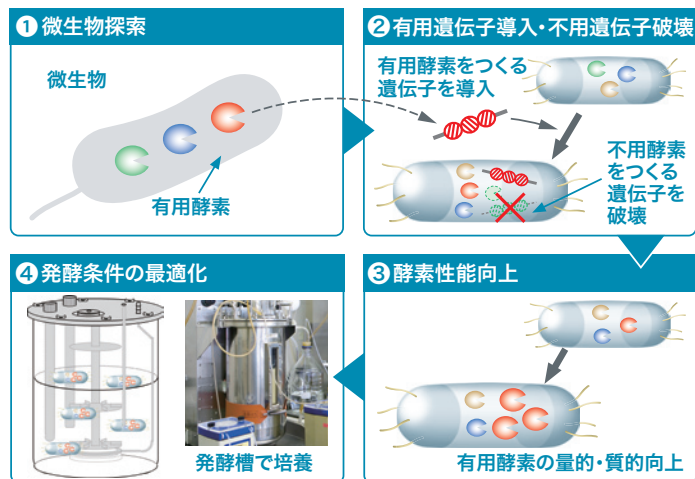 ❶微生物探索
微生物
有用酵素
❷有用遺伝子導入・不用遺伝子破壊
有用酵素をつくる
遺伝子を導入
不用酵素
をつくる
遺伝子を
破壊
❸酵素性能向上
有用酵素の量的・質的向上
❹発酵条件の最適化
発酵槽で培養